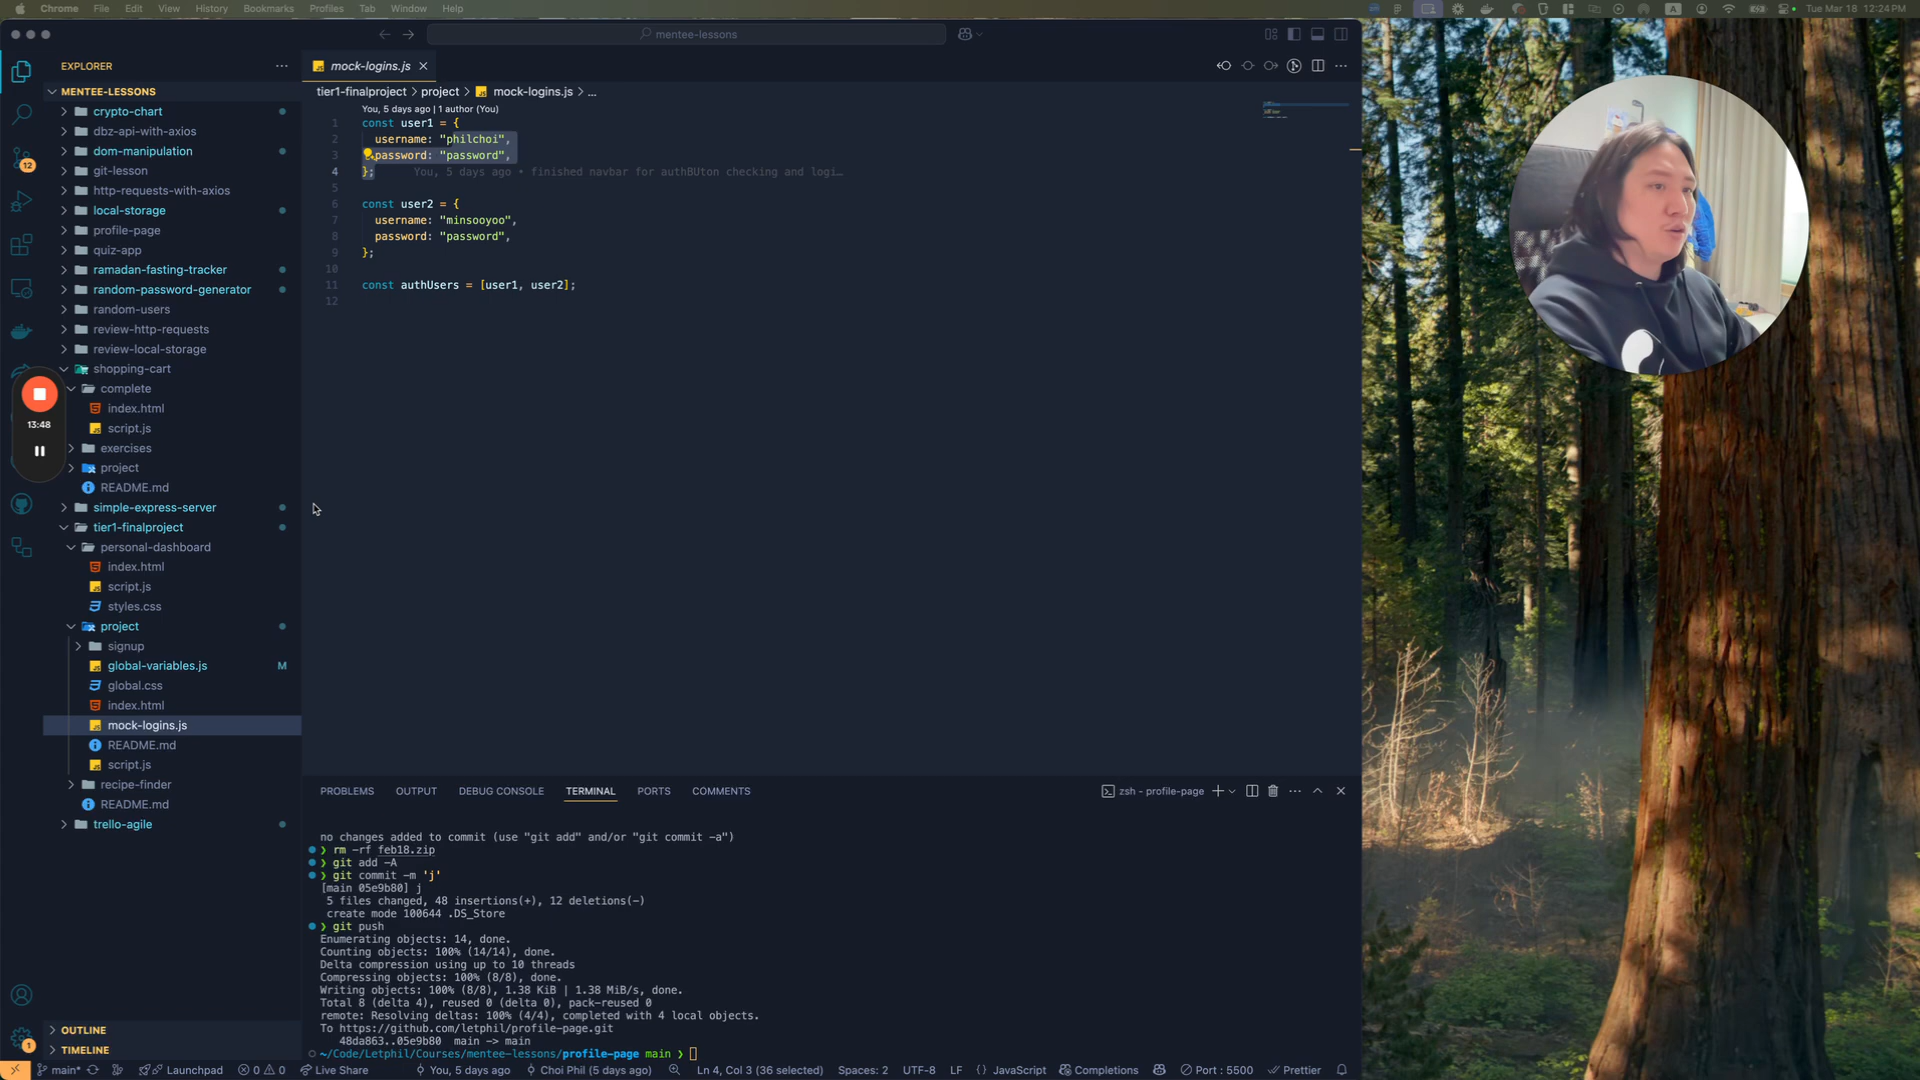 Chrome File Edit View History Bookmarks Profiles Tab Window Help
Tue Mar 18 12:24 PM
mentee-lessons
EXPLORER
mock-logins.js
MENTEE-LESSONS
tier1-finalproject > project > mock-logins.js > ...
crypto-chart
dbz-api-with-axios
dom-manipulation
git-lesson
http-requests-with-axios
local-storage
profile-page
quiz-app
ramadan-fasting-tracker
random-password-generator
random-users
review-http-requests
review-local-storage
shopping-cart
complete
index.html
script.js
exercises
project
README.md
simple-express-server
tier1-finalproject
personal-dashboard
index.html
script.js
styles.css
project
signup
global-variables.js M
global.css
index.html
mock-logins.js
README.md
script.js
recipe-finder
README.md
trello-agile
OUTLINE
TIMELINE
12
13:48
1
You, 5 days ago | 1 author (You)
1 const user1 = {
2 username: "philchoi",
3 password: "password",
4 }; You, 5 days ago • finished navbar for authBUton checking and logi…
5
6 const user2 = {
7 username: "minsooyoo",
8 password: "password",
9 };
10
11 const authUsers = [user1, user2];
12
PROBLEMS OUTPUT DEBUG CONSOLE TERMINAL PORTS COMMENTS
zsh - profile-page
no changes added to commit (use "git add" and/or "git commit -a")
❯ rm -rf feb18.zip
❯ git add -A
❯ git commit -m 'j'
[main 05e9b80] j
5 files changed, 48 insertions(+), 12 deletions(-)
create mode 100644 .DS_Store
❯ git push
Enumerating objects: 14, done.
Counting objects: 100% (14/14), done.
Delta compression using up to 10 threads
Compressing objects: 100% (8/8), done.
Writing objects: 100% (8/8), 1.38 KiB | 1.38 MiB/s, done.
Total 8 (delta 4), reused 0 (delta 0), pack-reused 0
remote: Resolving deltas: 100% (4/4), completed with 4 local objects.
To https://github.com/letphil/profile-page.git
48da863..05e9b80 main -> main
~/Code/Letphil/Courses/mentee-lessons/profile-page main ❯
main* Launchpad 0 0 Live Share You, 5 days ago Choi Phil (5 days ago) Ln 4, Col 3 (36 selected) Spaces: 2 UTF-8 LF {} JavaScript Completions Port : 5500 Prettier